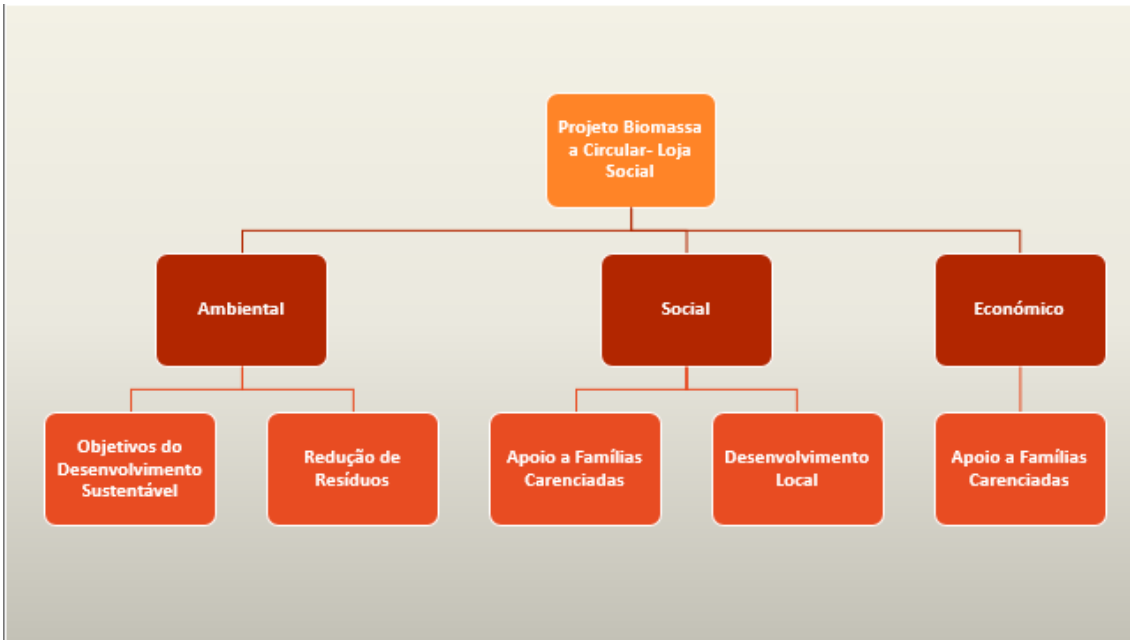 Projeto Biomassa
a Circular- Loja
Social
Ambiental
Social
Económico
Objetivos do
Desenvolvimento
Sustentável
Redução de
Resíduos
Apoio a Famílias
Carenciadas
Desenvolvimento
Local
Apoio a Famílias
Carenciadas